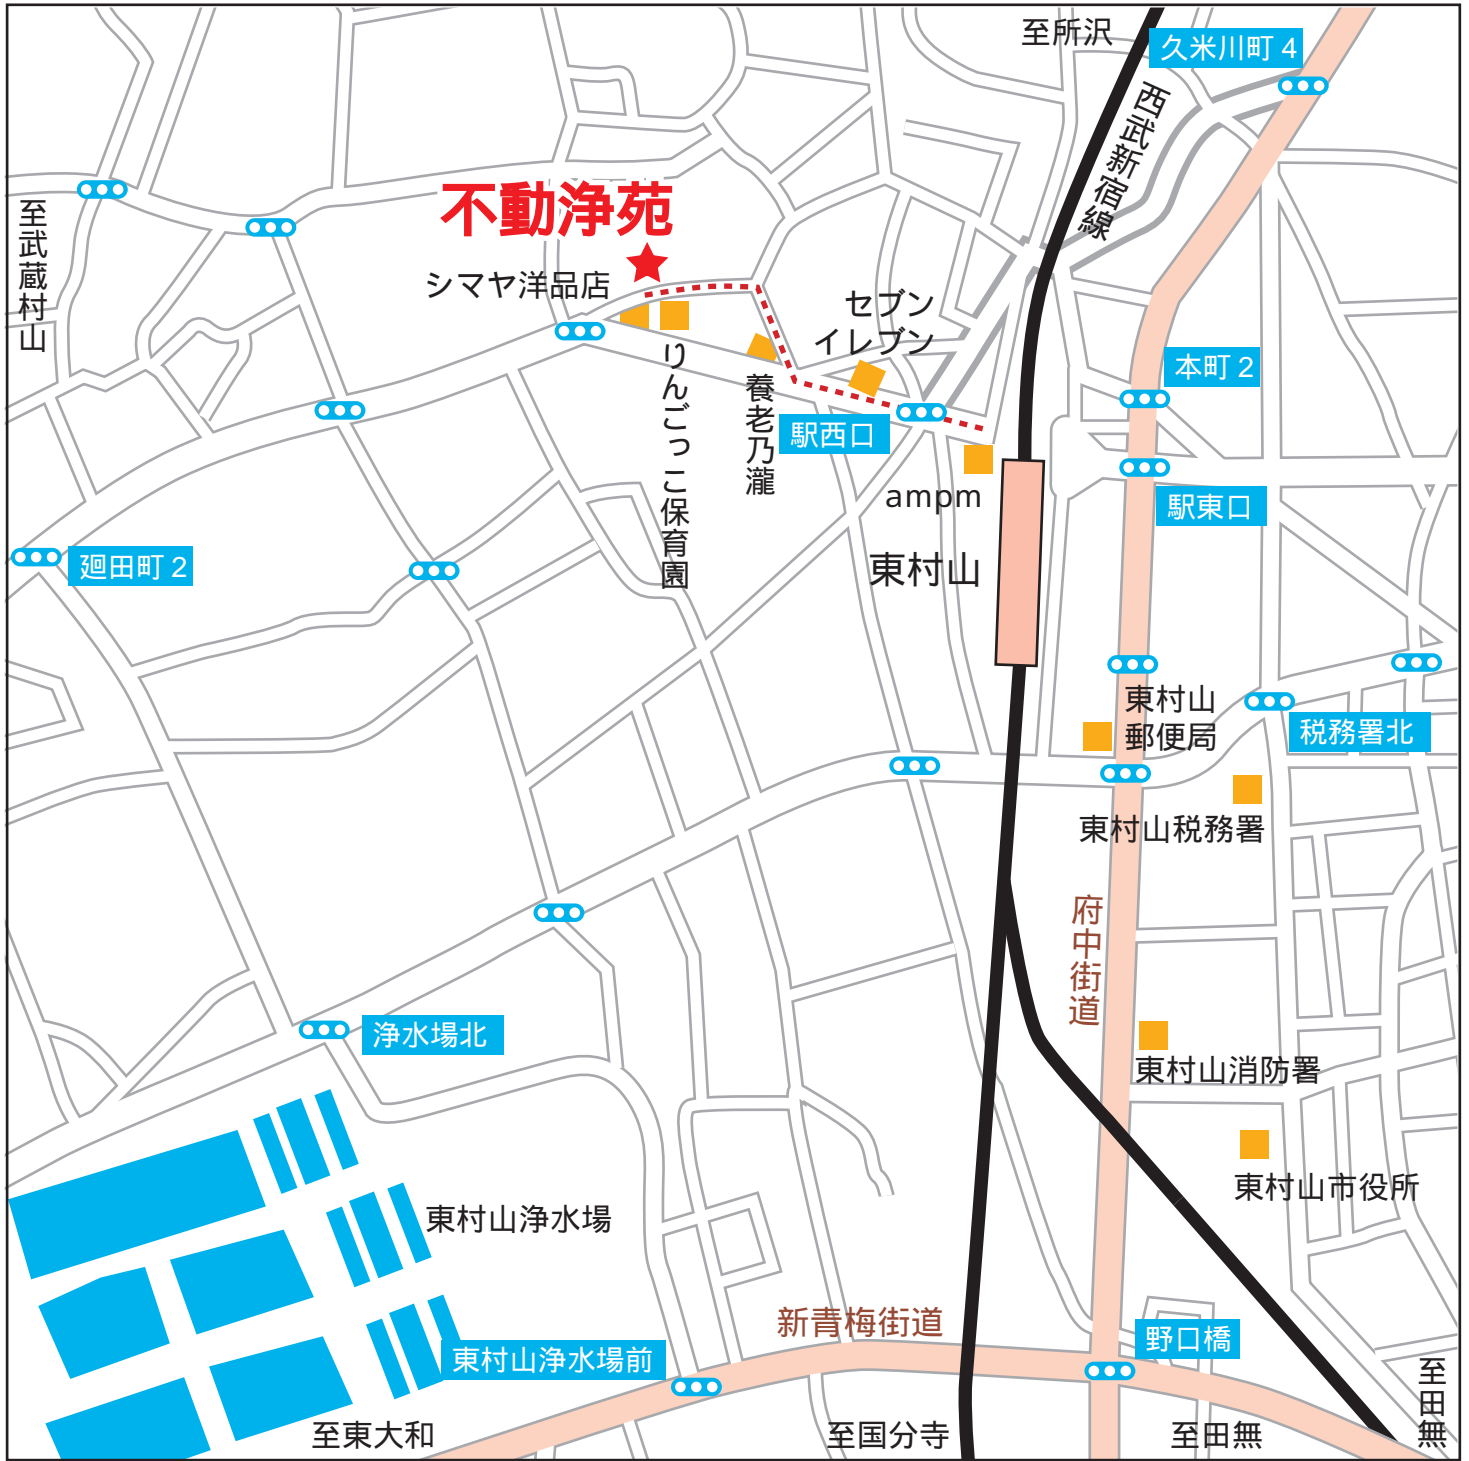 至所沢
久米川町 4
西武新宿線
至武蔵村山
不動浄苑
シマヤ洋品店
セブン
イレブン
りんごっこ保育園
養老乃瀧
本町 2
駅西口
ampm
駅東口
東村山
廻田町 2
東村山
郵便局
税務署北
東村山税務署
府中街道
浄水場北
東村山消防署
東村山市役所
東村山浄水場
新青梅街道
野口橋
東村山浄水場前
至東大和
至国分寺
至田無
至田無